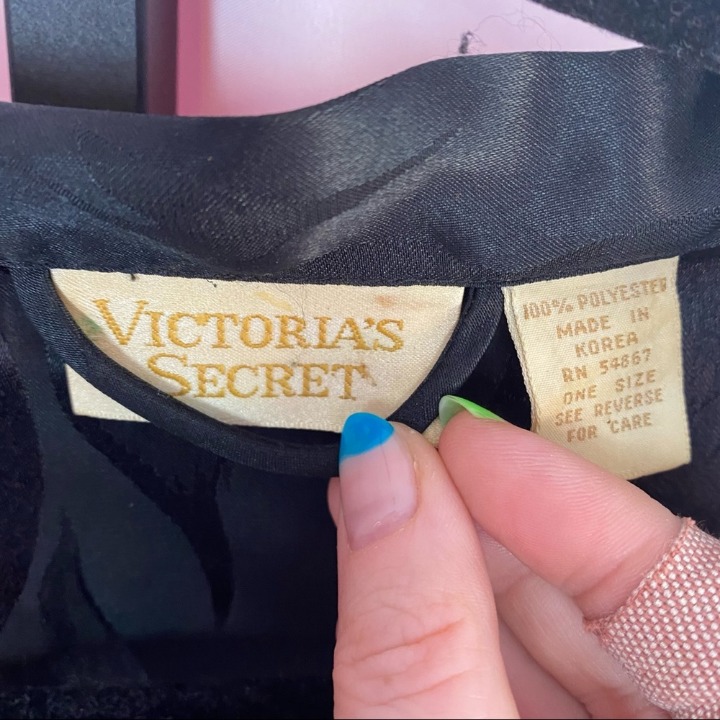 VICTORIA'S
SECRET
100% POLYESTER
MADE IN
KOREA
RN 54867
ONE SIZE
SEE REVERSE
FOR CARE